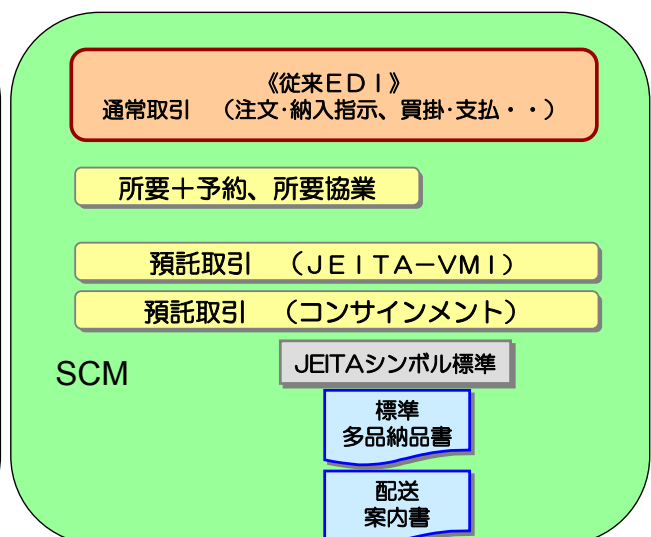 《従来ＥＤＩ》
通常取引　（注文･納入指示、買掛･支払・・）
所要＋予約、所要協業
預託取引　（ＪＥＩＴＡ－ＶＭＩ）
預託取引　（コンサインメント）
JEITAシンボル標準
SCM
標準
多品納品書
配送
案内書